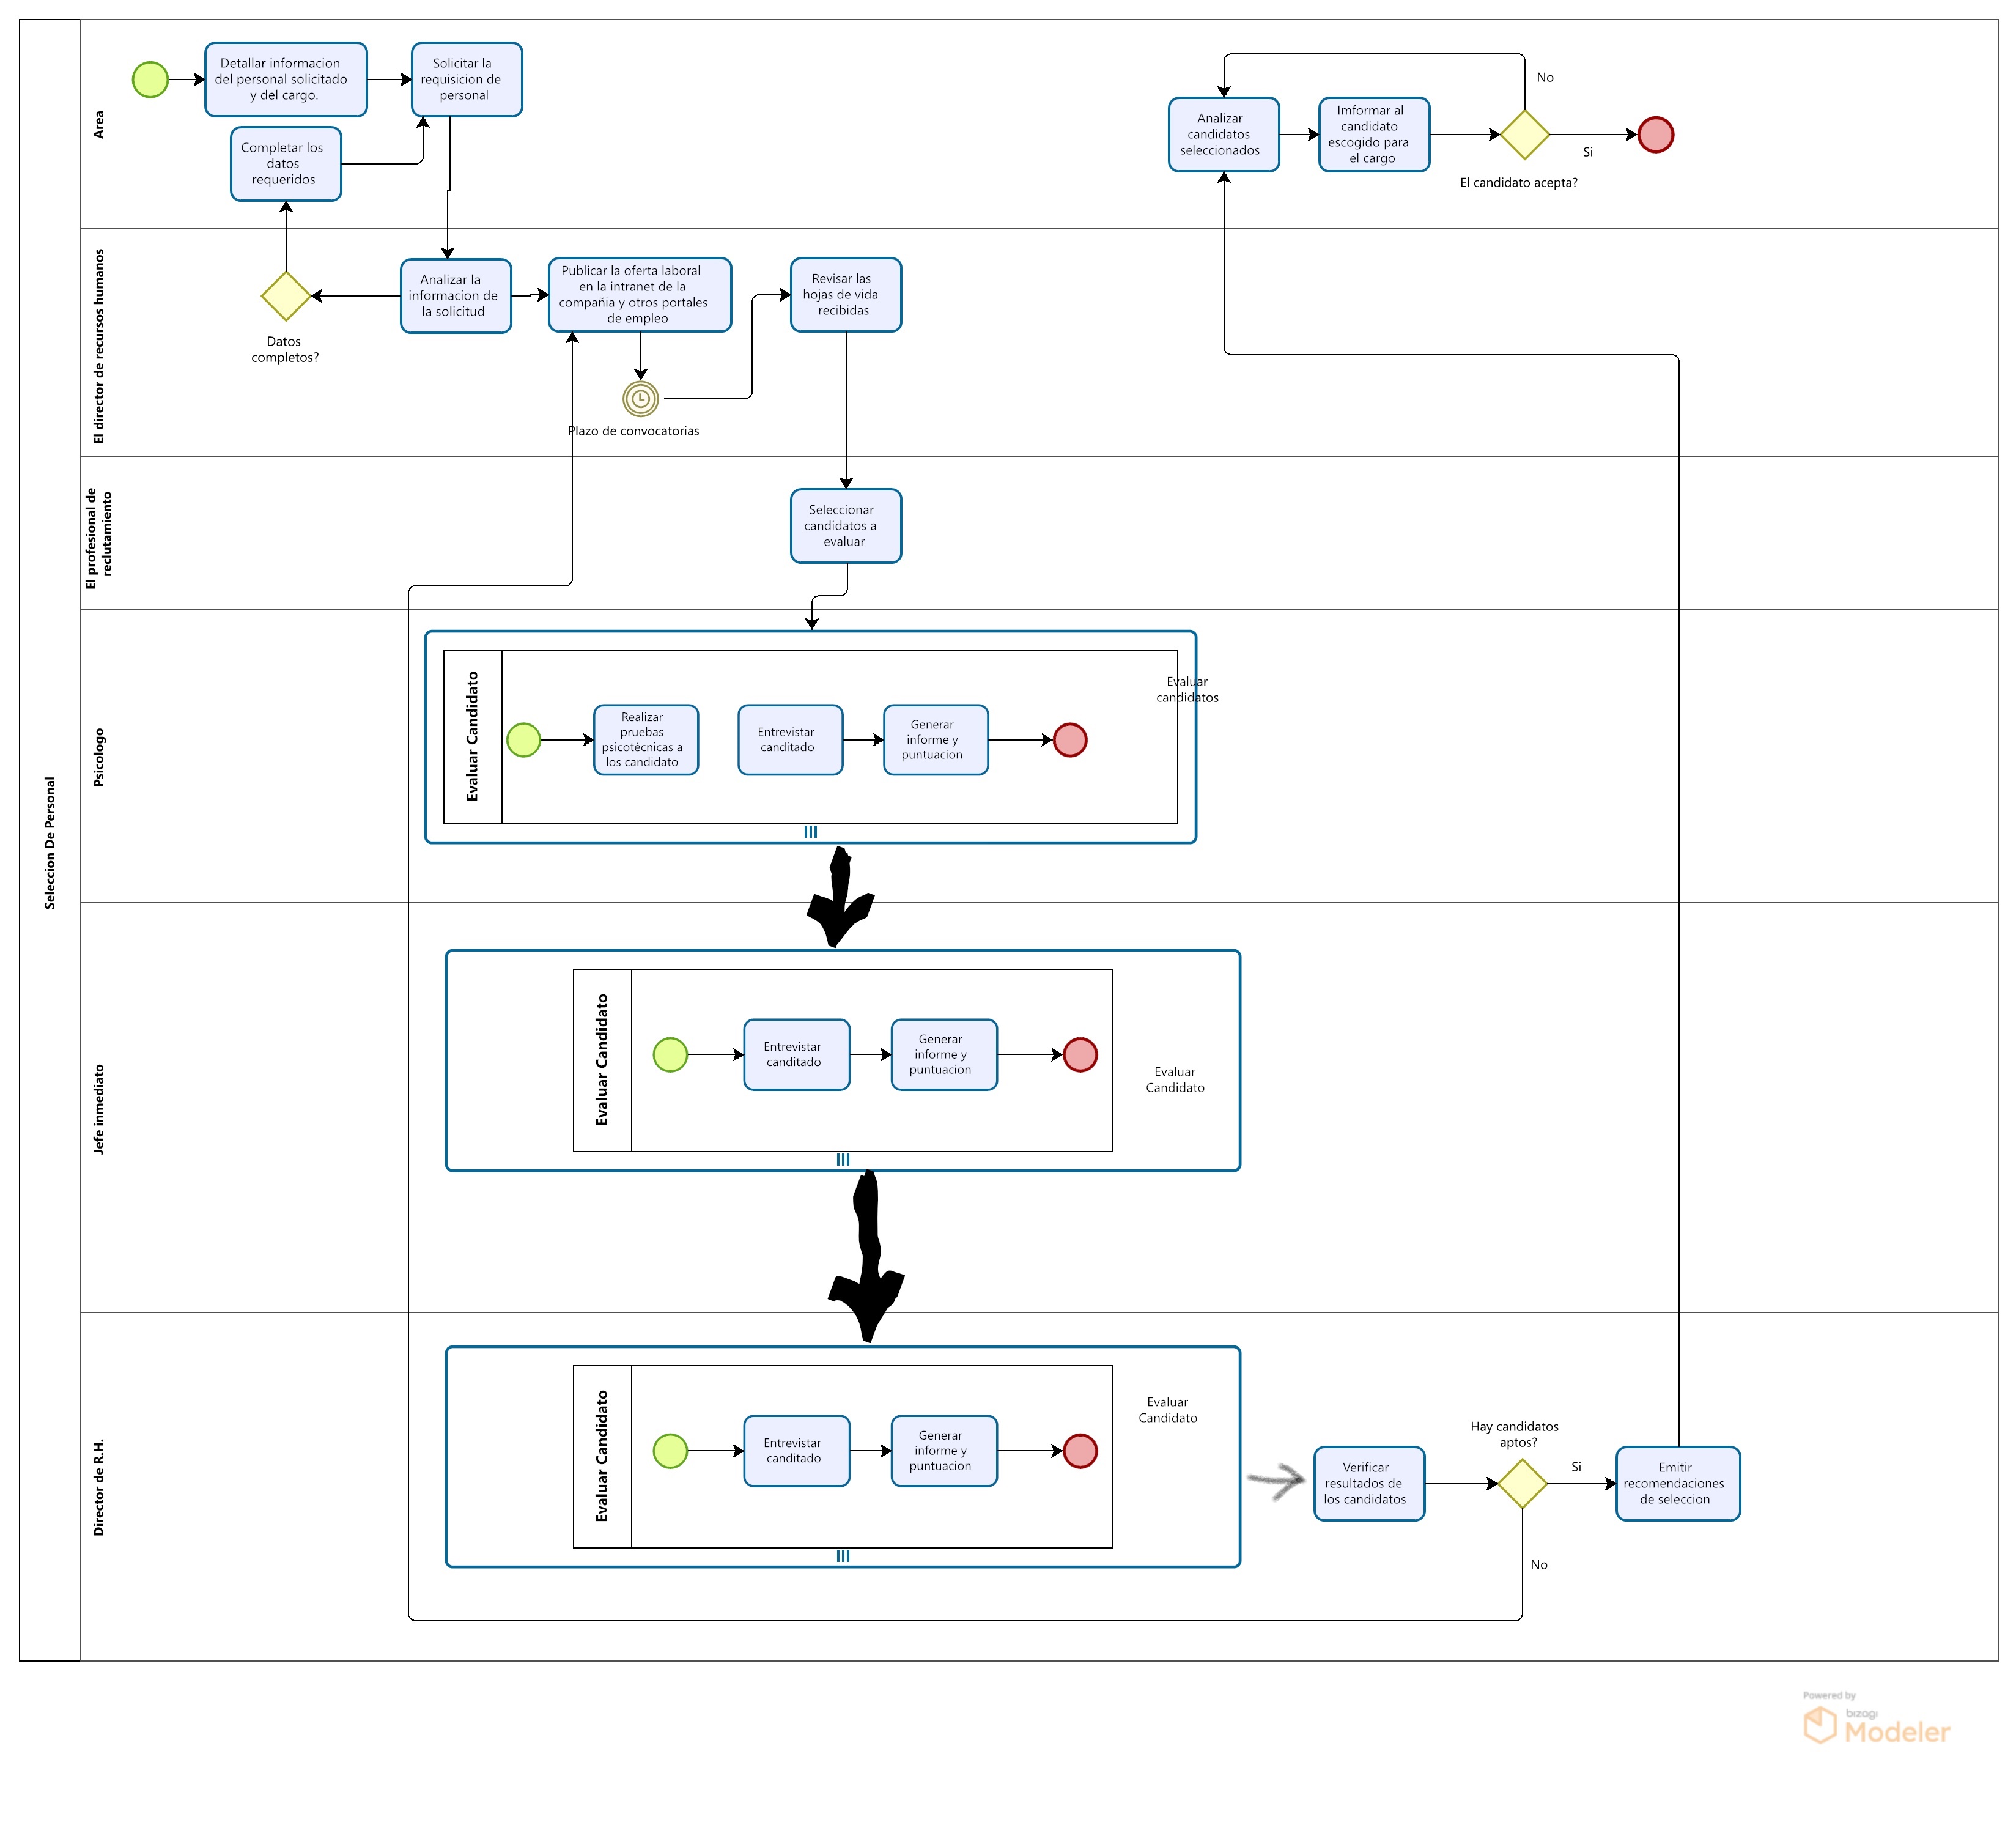 Seleccion De Personal
Area
Detallar informacion
del personal solicitado
y del cargo.
Solicitar la
requisicion de
personal
Completar los
datos
requeridos
Analizar
candidatos
seleccionados
Imformar al
candidato
escogido para
el cargo
No
Si
El candidato acepta?
El director de recursos humanos
Datos
completos?
Analizar la
informacion de
la solicitud
Publicar la oferta laboral
en la intranet de la
compañia y otros portales
de empleo
Plazo de convocatorias
Revisar las
hojas de vida
recibidas
El profesional de
reclutamiento
Seleccionar
candidatos a
evaluar
Psicologo
Evaluar Candidato
Realizar
pruebas
psicotécnicas a
los candidato
Entrevistar
canditado
Generar
informe y
puntuacion
Evaluar
candidatos
Jefe inmediato
Evaluar Candidato
Entrevistar
canditado
Generar
informe y
puntuacion
Evaluar
Candidato
Director de R.H.
Evaluar Candidato
Entrevistar
canditado
Generar
informe y
puntuacion
Evaluar
Candidato
Verificar
resultados de
los candidatos
Hay candidatos
aptos?
Si
No
Emitir
recomendaciones
de seleccion
Powered by
bizagi
Modeler